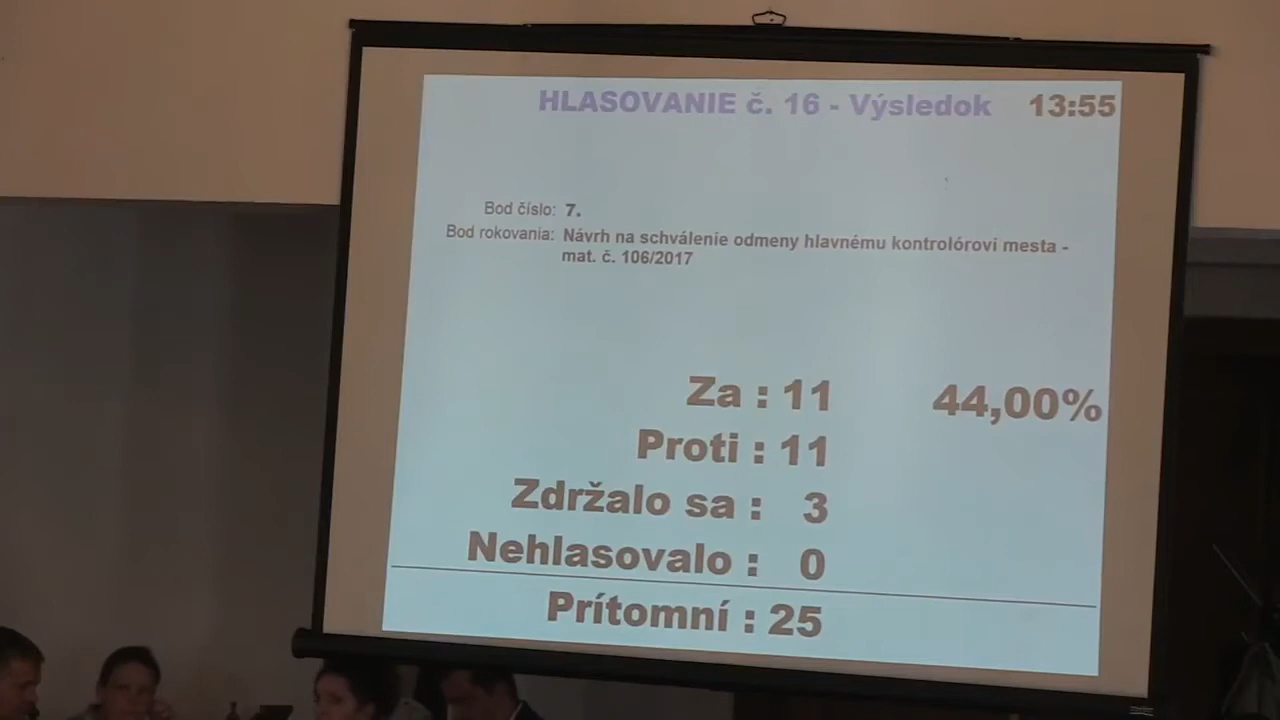 HLASOVANIE č. 16 - Výsledok 13:55
Bod číslo: 7.
Bod rokovania: Návrh na schválenie odmeny hlavnému kontrolórovi mesta -
mat. č. 106/2017
Za : 11 44,00%
Proti : 11
Zdržalo sa : 3
Nehlasovalo : 0
Prítomní : 25